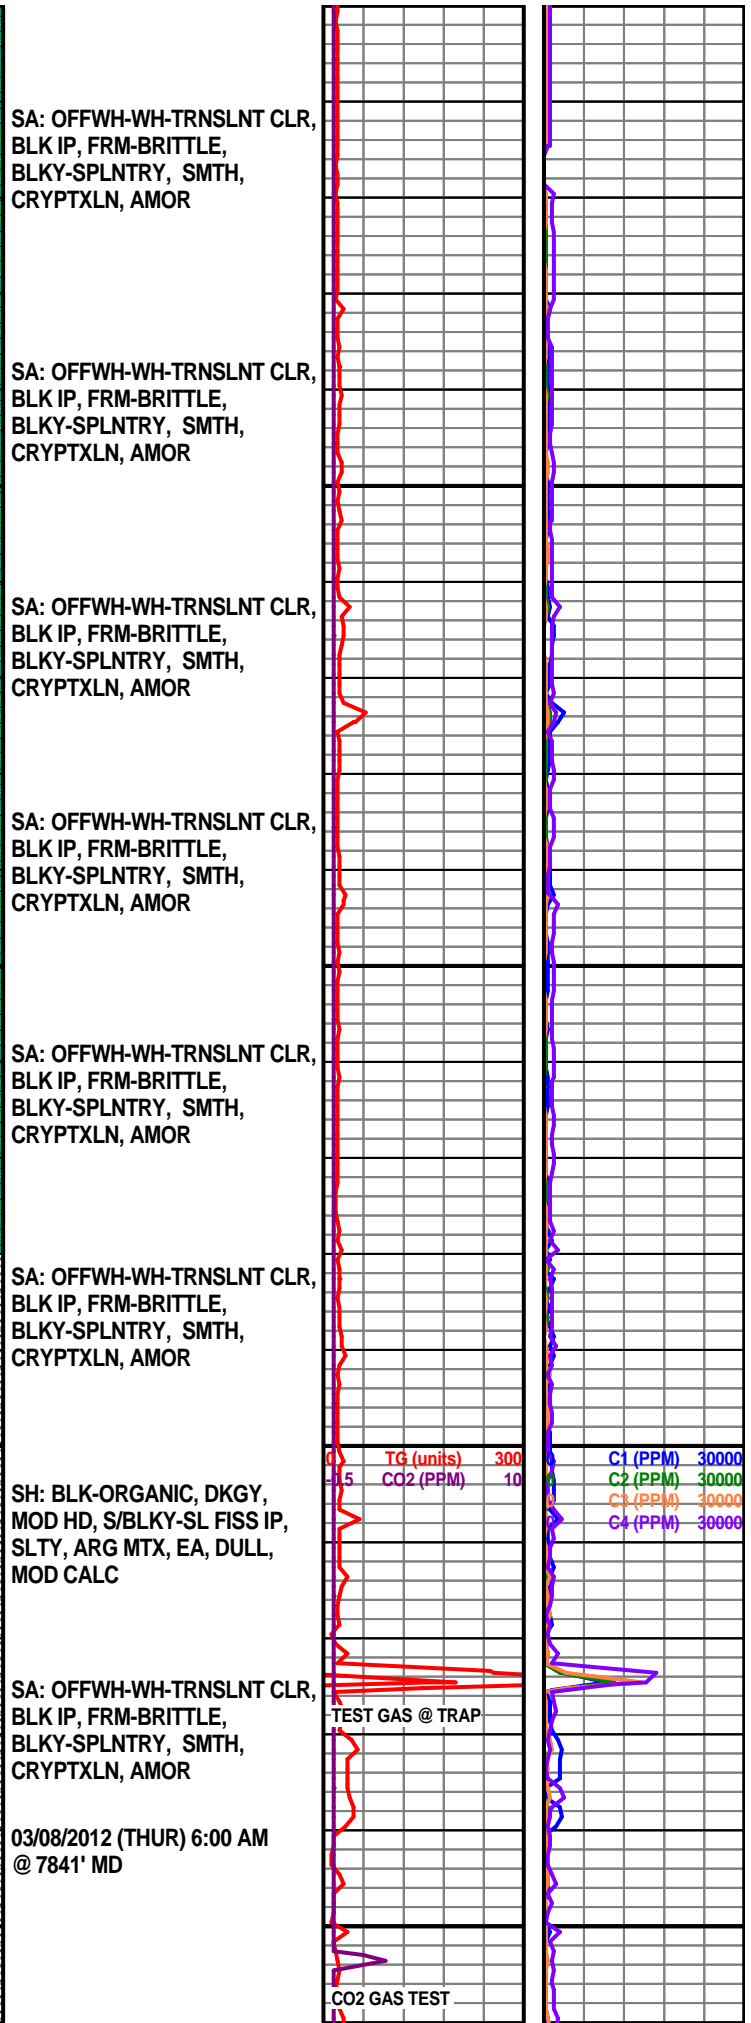 SA: OFFWH-WH-TRNSLNT CLR,
BLK IP, FRM-BRITTLE,
BLKY-SPLNTRY, SMTH,
CRYPTXLN, AMOR
SA: OFFWH-WH-TRNSLNT CLR,
BLK IP, FRM-BRITTLE,
BLKY-SPLNTRY, SMTH,
CRYPTXLN, AMOR
SA: OFFWH-WH-TRNSLNT CLR,
BLK IP, FRM-BRITTLE,
BLKY-SPLNTRY, SMTH,
CRYPTXLN, AMOR
SA: OFFWH-WH-TRNSLNT CLR,
BLK IP, FRM-BRITTLE,
BLKY-SPLNTRY, SMTH,
CRYPTXLN, AMOR
SA: OFFWH-WH-TRNSLNT CLR,
BLK IP, FRM-BRITTLE,
BLKY-SPLNTRY, SMTH,
CRYPTXLN, AMOR
SA: OFFWH-WH-TRNSLNT CLR,
BLK IP, FRM-BRITTLE,
BLKY-SPLNTRY, SMTH,
CRYPTXLN, AMOR
0 TG (units) 300
-0.5 CO2 (PPM) 10
0 C1 (PPM) 30000
0 C2 (PPM) 30000
0 C3 (PPM) 30000
0 C4 (PPM) 30000
SH: BLK-ORGANIC, DKGY,
MOD HD, S/BLKY-SL FISS IP,
SLTY, ARG MTX, EA, DULL,
MOD CALC
SA: OFFWH-WH-TRNSLNT CLR,
BLK IP, FRM-BRITTLE,
BLKY-SPLNTRY, SMTH,
CRYPTXLN, AMOR
TEST GAS @ TRAP
03/08/2012 (THUR) 6:00 AM
@ 7841' MD
CO2 GAS TEST